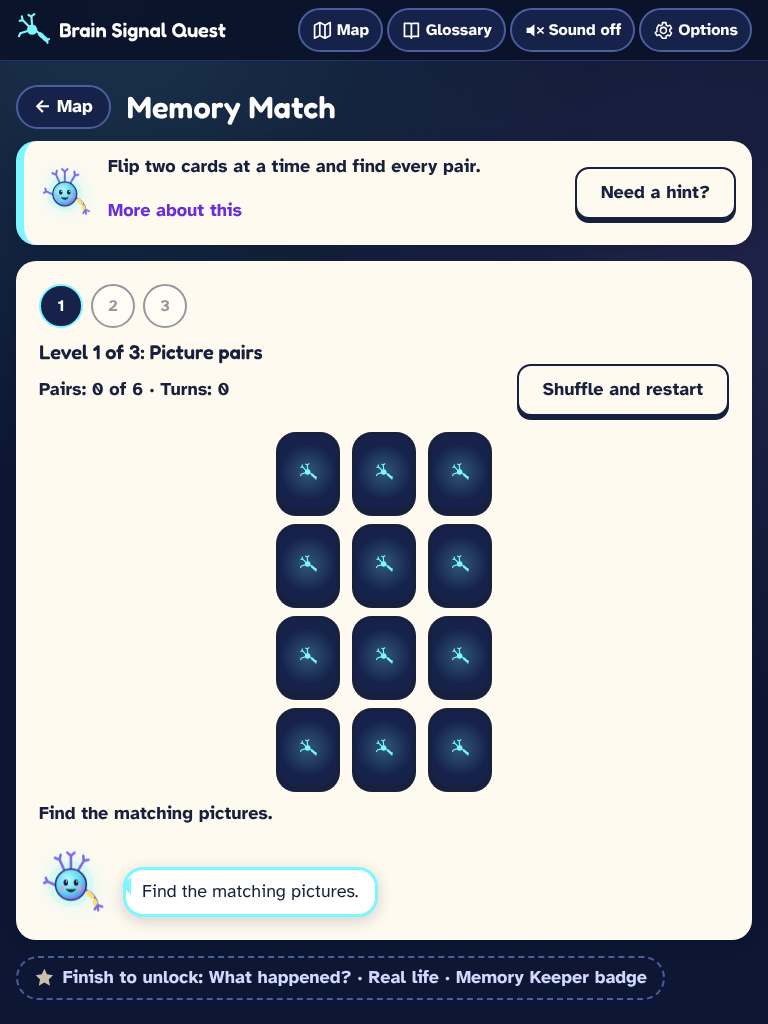 Brain Signal Quest
Map
Glossary
Sound off
Options
← Map
Memory Match
Flip two cards at a time and find every pair.
More about this
Need a hint?
1 2 3
Level 1 of 3: Picture pairs
Pairs: 0 of 6 · Turns: 0
Shuffle and restart
Find the matching pictures.
Find the matching pictures.
Finish to unlock: What happened? · Real life · Memory Keeper badge